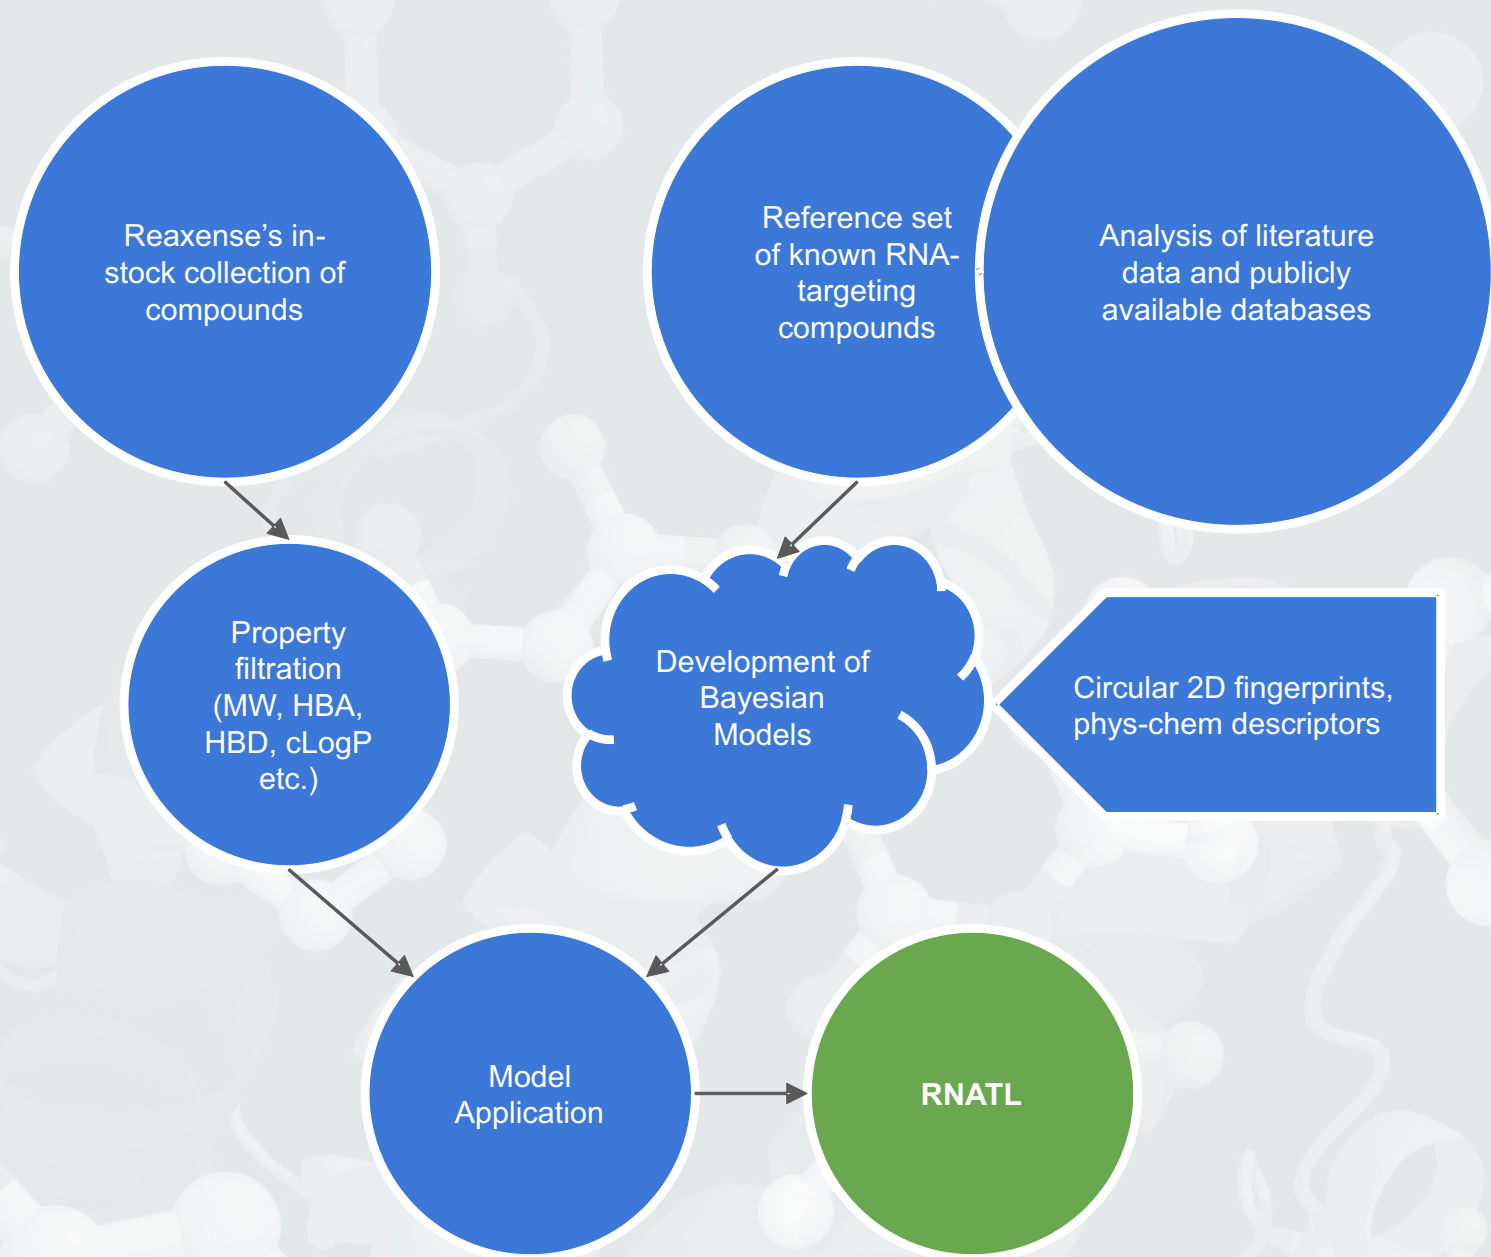 Reaxense’s in-
stock collection of
compounds
Reference set
of known RNA-
targeting
compounds
Analysis of literature
data and publicly
available databases
Property
filtration
(MW, HBA,
HBD, cLogP
etc.)
Development of
Bayesian
Models
Circular 2D fingerprints,
phys-chem descriptors
Model
Application
RNATL